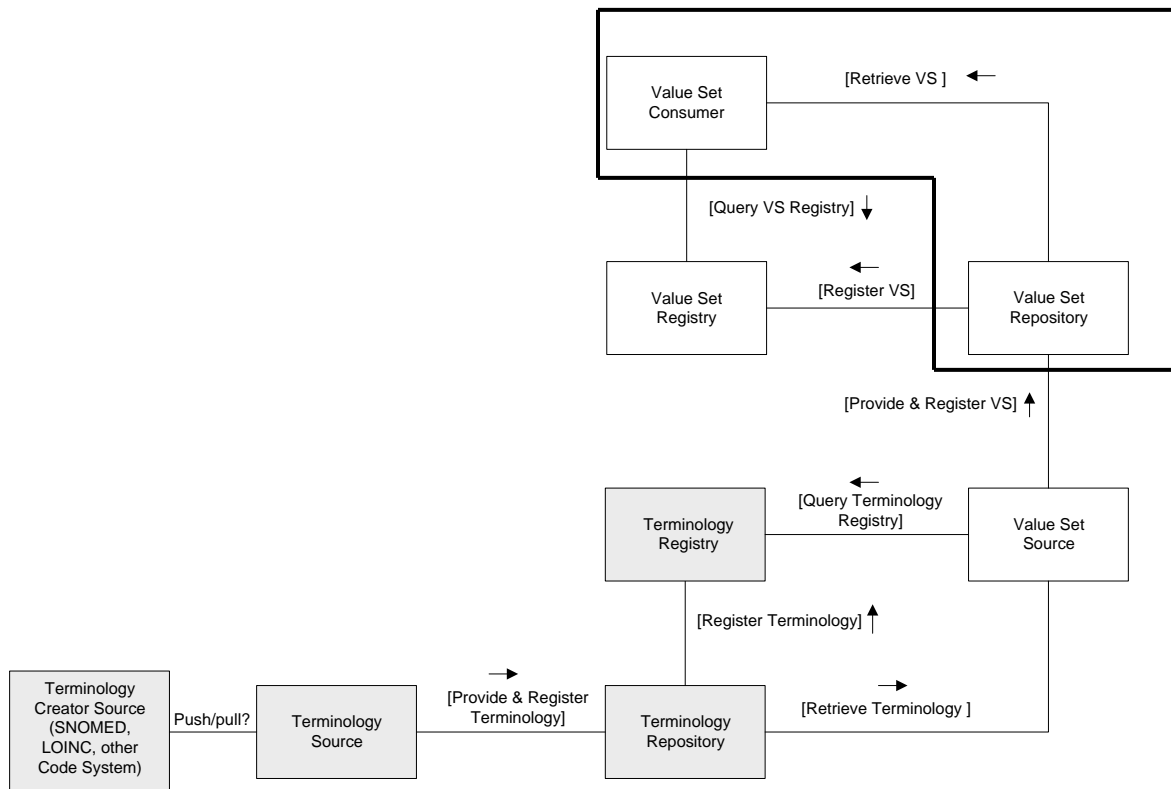 Value Set
Consumer
[Retrieve VS ]
[Query VS Registry]
Value Set
Registry
[Register VS]
Value Set
Repository
[Provide & Register VS]
Terminology
Registry
[Query Terminology
Registry]
Value Set
Source
[Register Terminology]
Terminology
Creator Source
(SNOMED,
LOINC, other
Code System)
Push/pull?
Terminology
Source
[Provide & Register
Terminology]
Terminology
Repository
[Retrieve Terminology ]